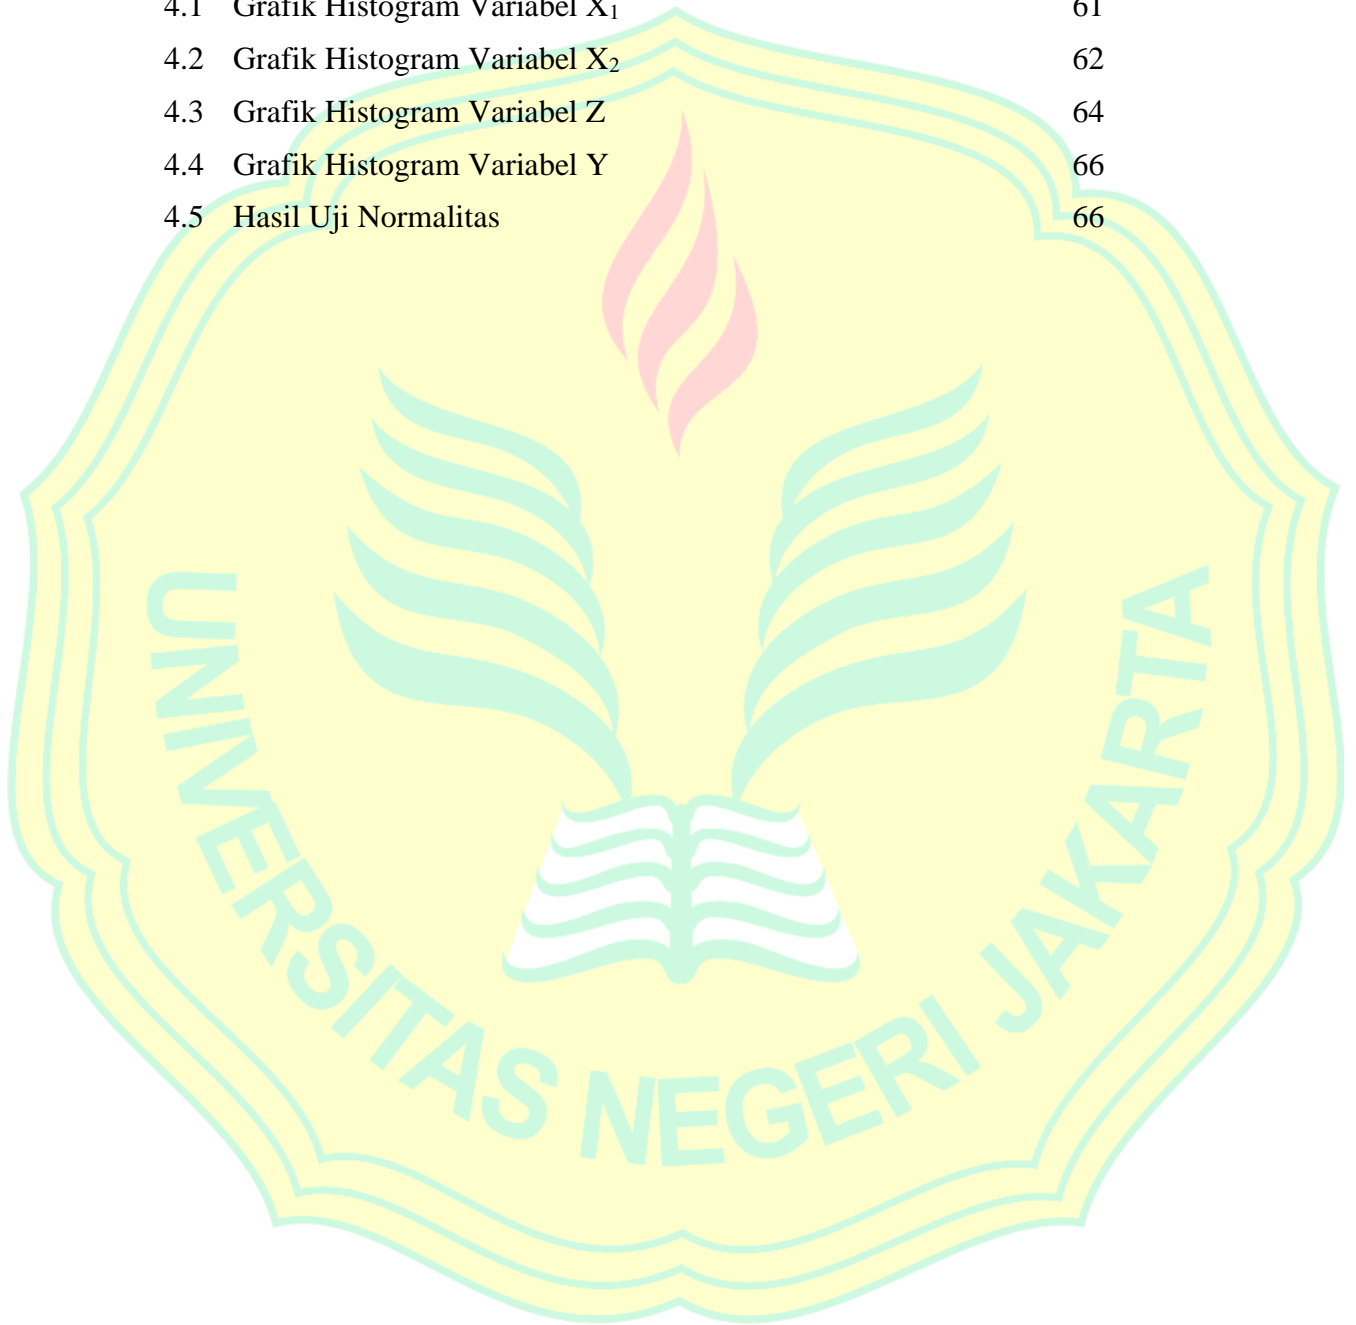 4.1 Grafik Histogram Variabel X₁ 61
4.2 Grafik Histogram Variabel X₂ 62
4.3 Grafik Histogram Variabel Z 64
4.4 Grafik Histogram Variabel Y 66
4.5 Hasil Uji Normalitas 66
UNIVERSITAS NEGERI JAKARTA